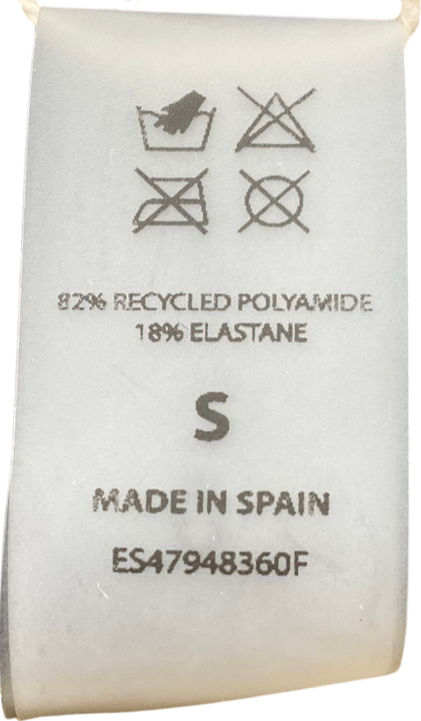 82% RECYCLED POLYAMIDE
18% ELASTANE
S
MADE IN SPAIN
ES47948360F